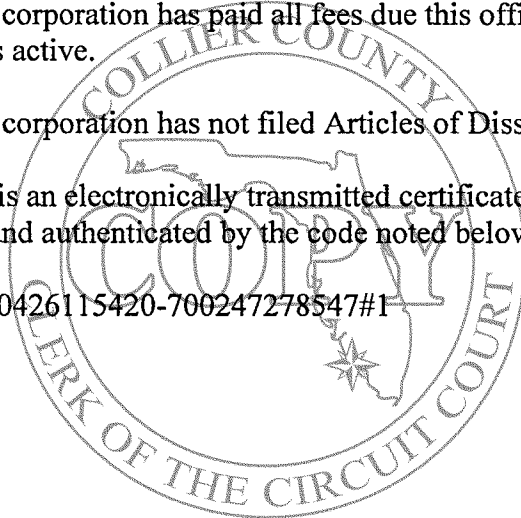 corporation has paid all fees due this offi
s active.
corporation has not filed Articles of Diss
is an electronically transmitted certificate
nd authenticated by the code noted below
0426115420-700247278547#1
COLLIER COUNTY
COPY
CLERK OF THE CIRCUIT COURT